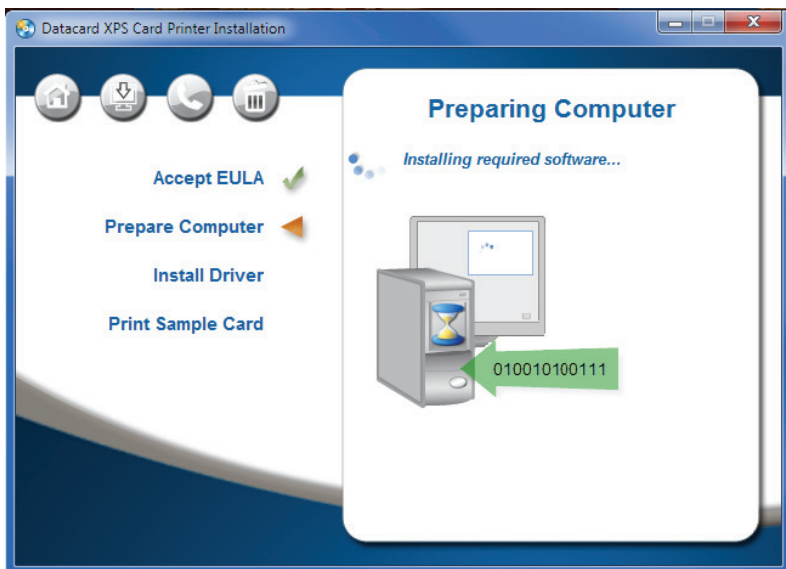 Datacard XPS Card Printer Installation
Preparing Computer
Installing required software...
Accept EULA
Prepare Computer
Install Driver
Print Sample Card
010010100111